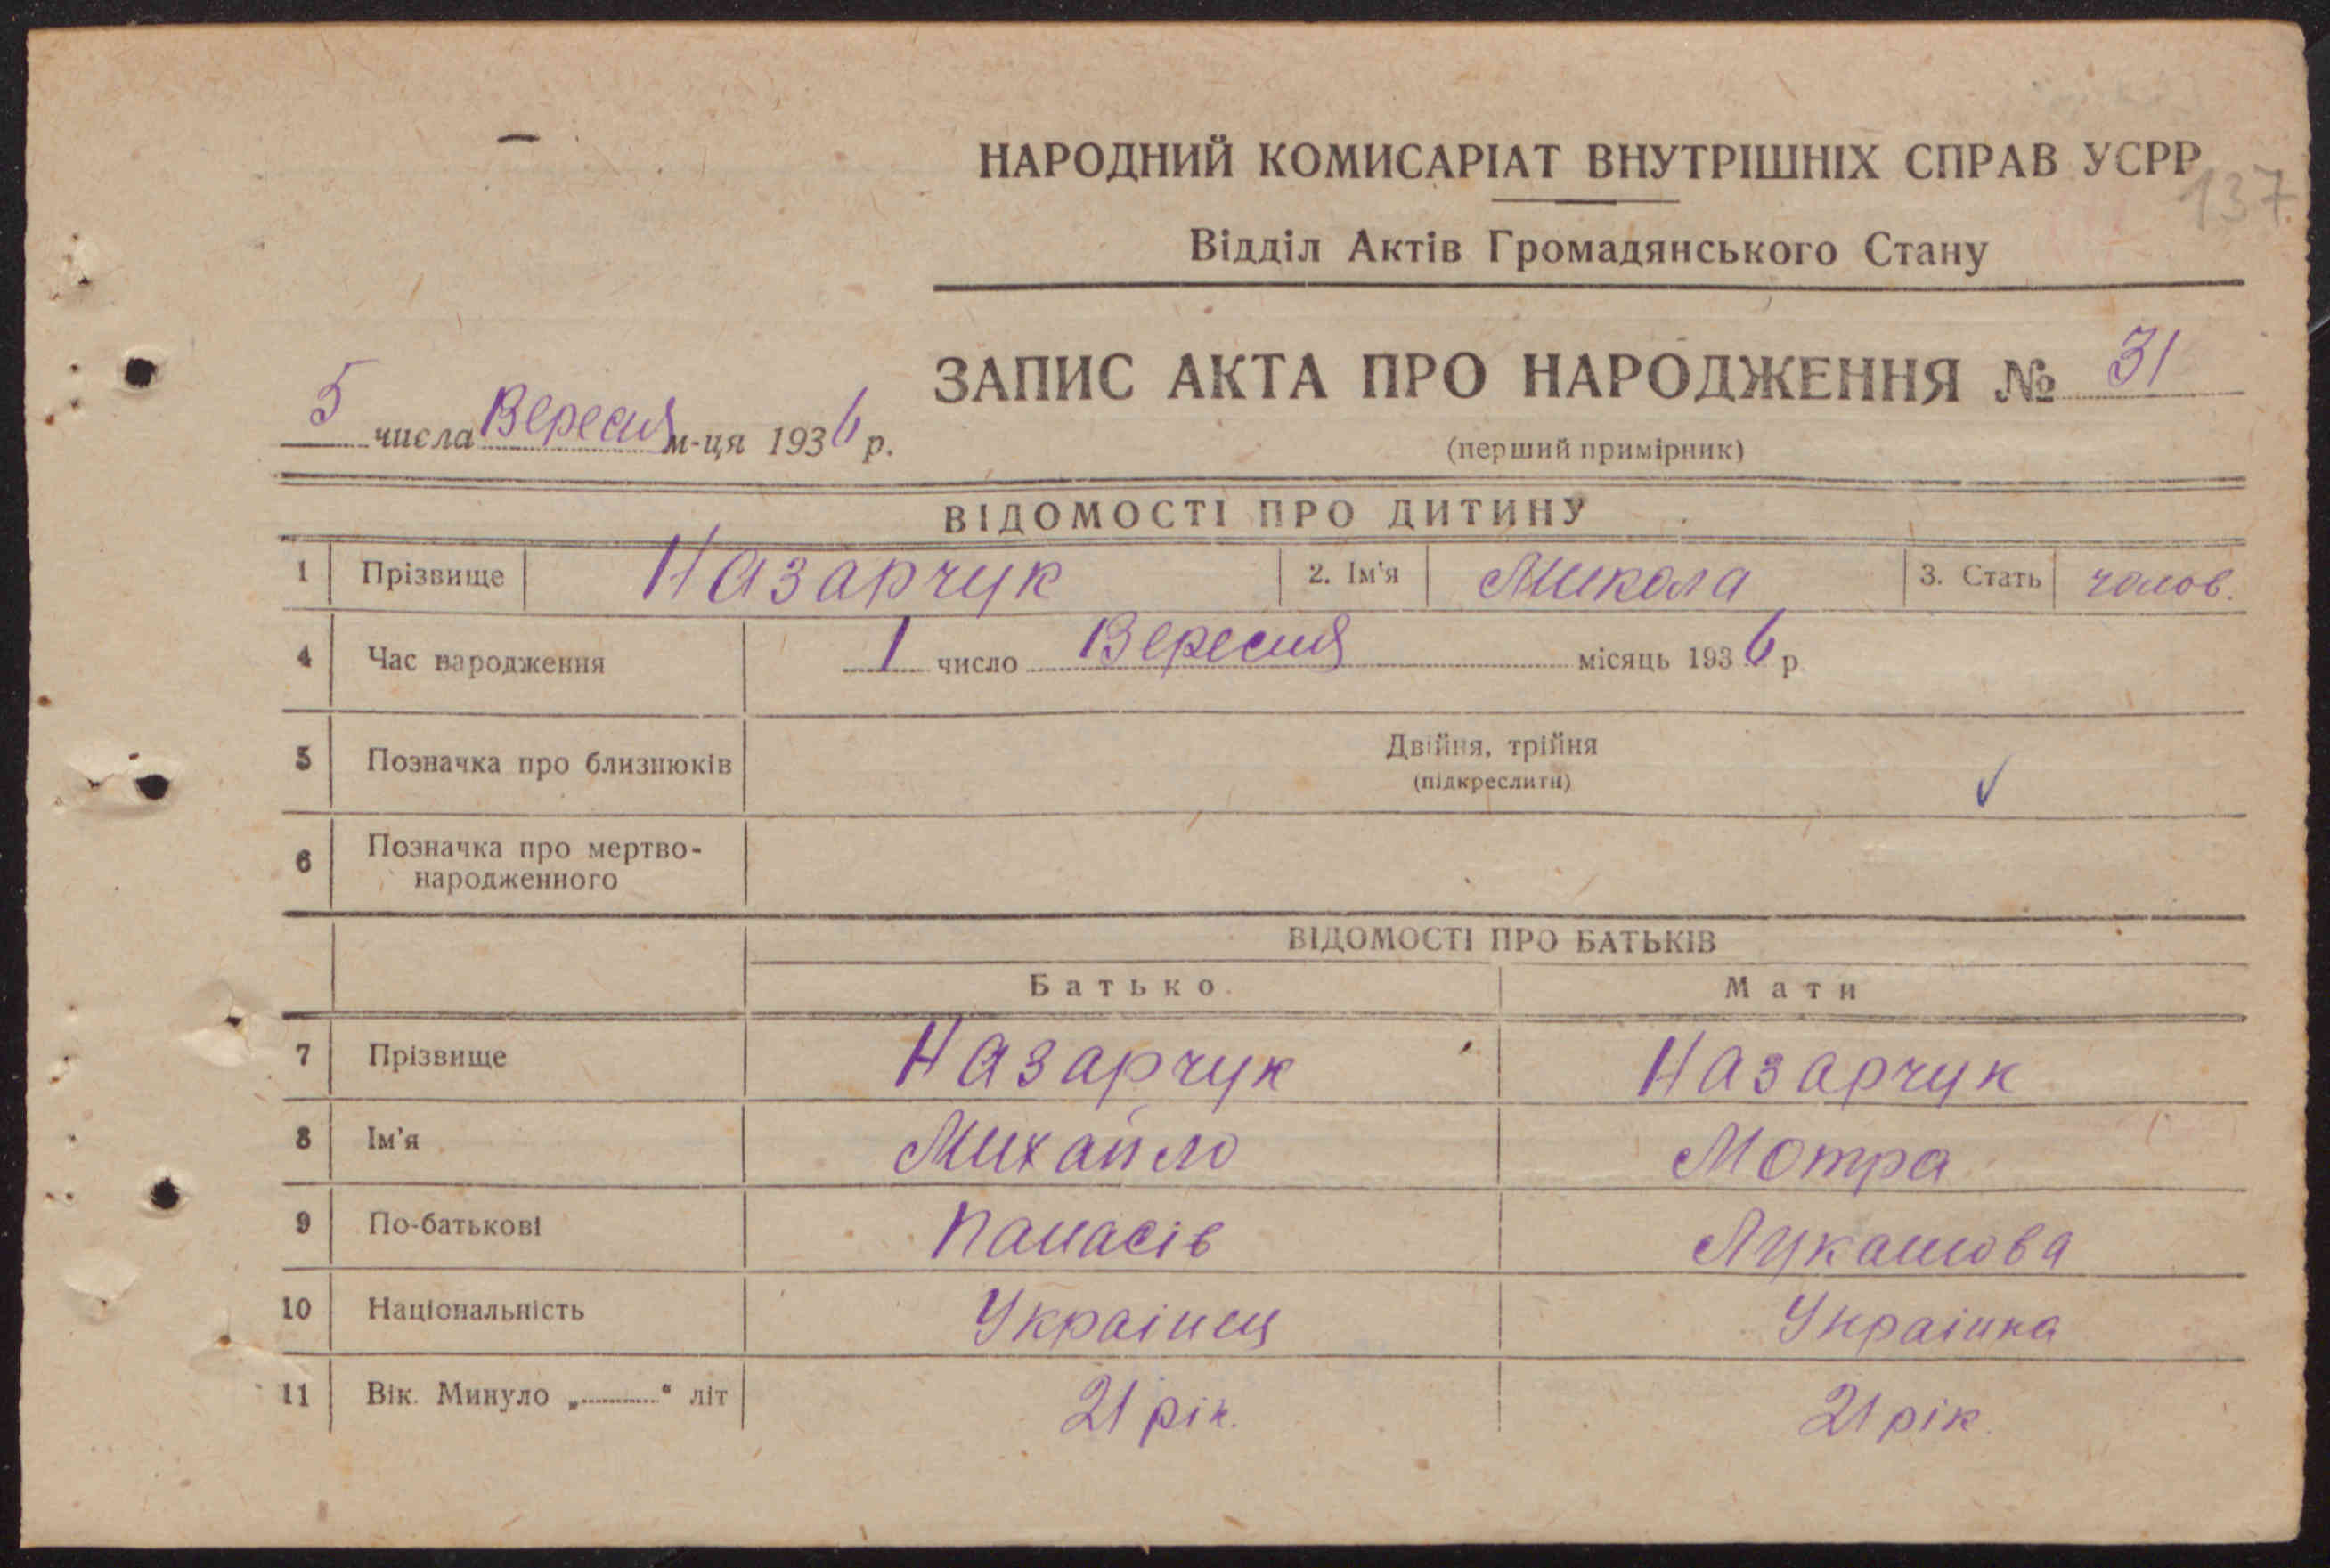 НАРОДНИЙ КОМИСАРІАТ ВНУТРІШНІХ СПРАВ УСРР
137
Відділ Актів Громадянського Стану
ЗАПИС АКТА ПРО НАРОДЖЕННЯ № 31
5 числа Вересня м-ця 1936 р.
(перший примірник)
ВІДОМОСТІ ПРО ДИТИНУ
1 Прізвище Назарчук 2. Ім'я Микола 3. Стать чолов.
4 Час народження 1 число Вересня місяць 1936 р
5 Позначка про близнюків Двійня, трійня
(підкреслити)
6 Позначка про мертво-
народженного
ВІДОМОСТІ ПРО БАТЬКІВ
Батько Мати
7 Прізвище Назарчук Назарчук
8 Ім'я Михайло Мотра
9 По-батькові Панасів Лукашова
10 Національність Українец Українка
11 Вік. Минуло „..........“ літ 21 рік. 21 рік.